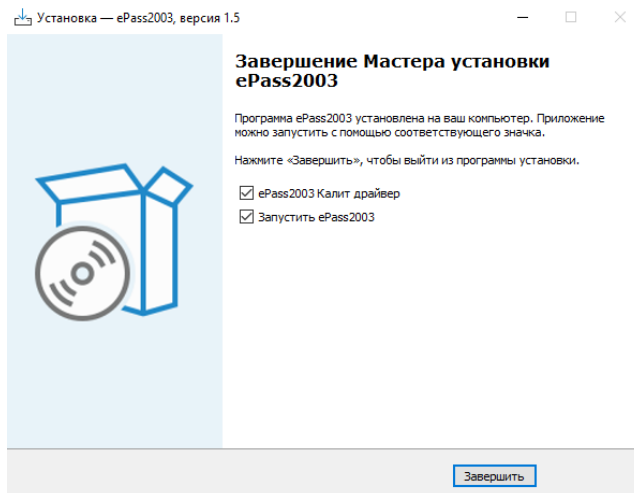 Установка — ePass2003, версия 1.5
Завершение Мастера установки
ePass2003
Программа ePass2003 установлена на ваш компьютер. Приложение
можно запустить с помощью соответствующего значка.
Нажмите «Завершить», чтобы выйти из программы установки.
ePass2003 Калит драйвер
Запустить ePass2003
Завершить